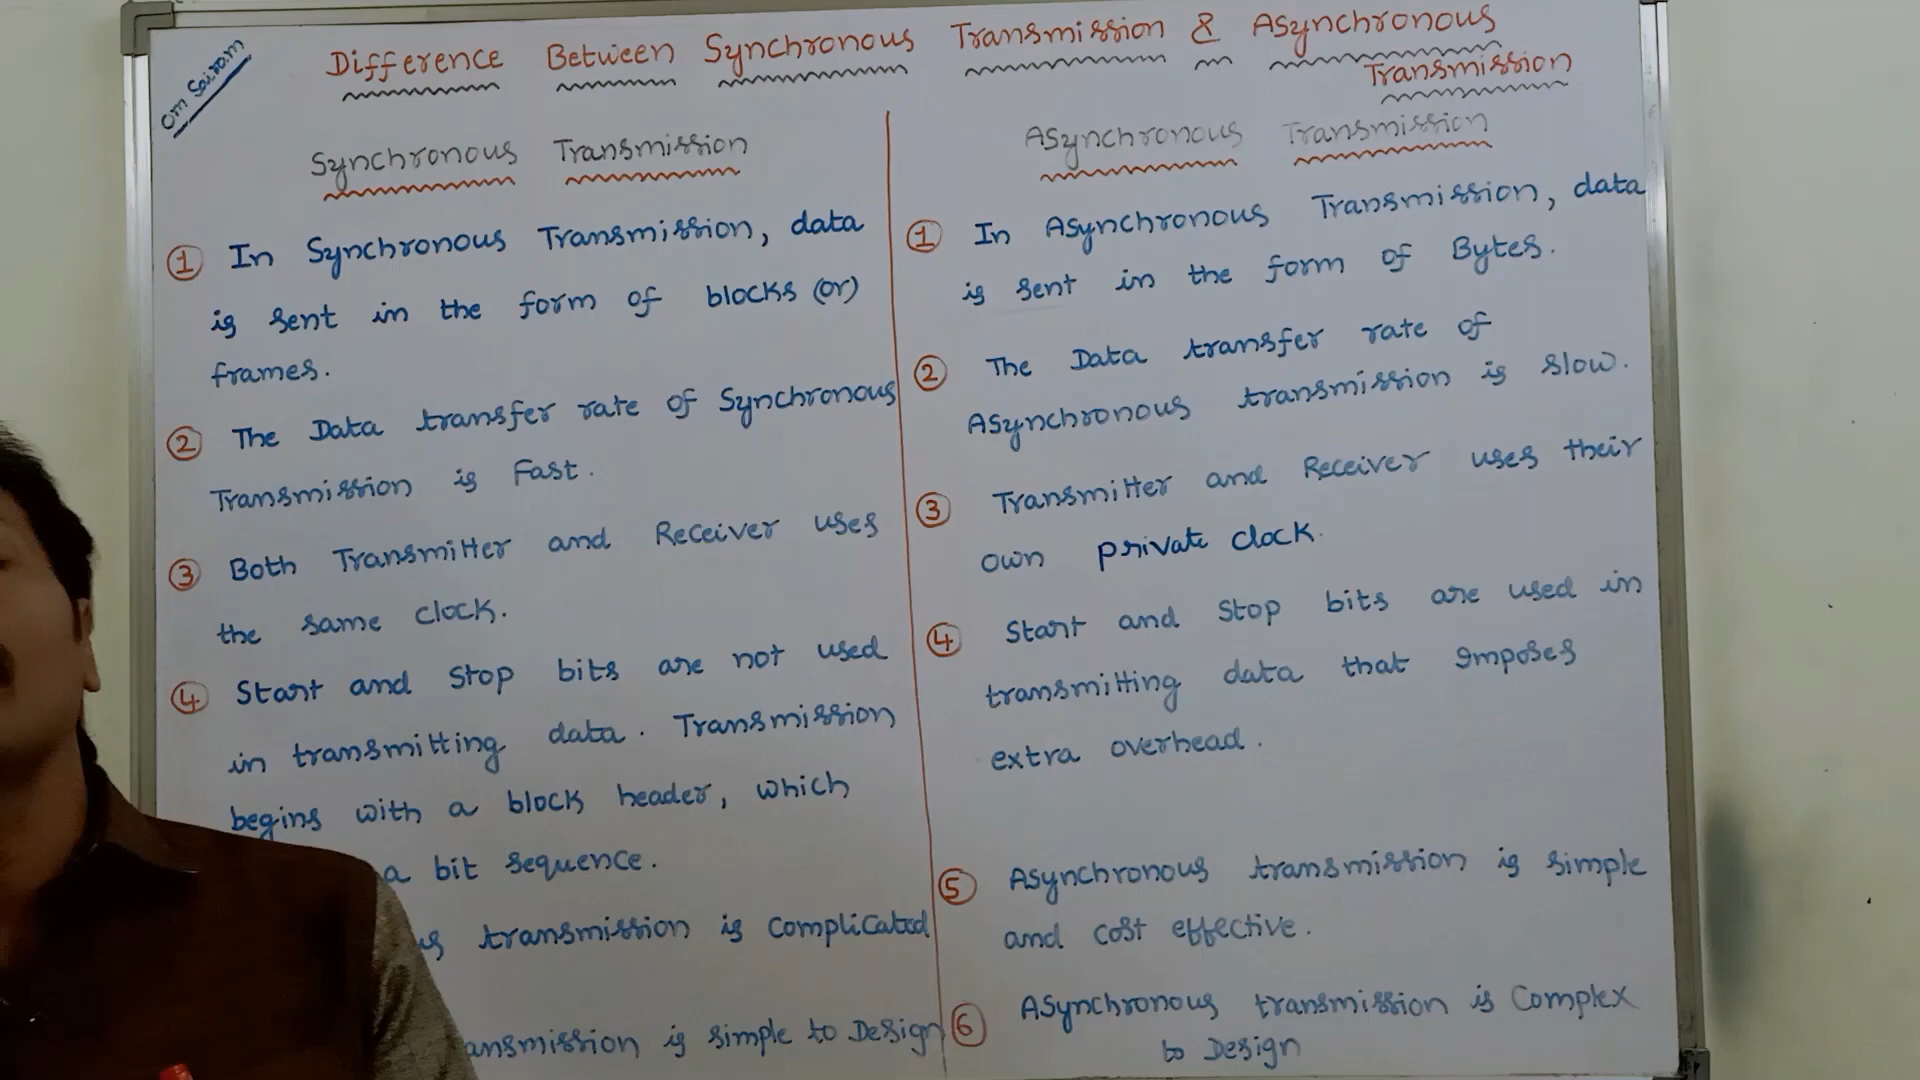 Om Sai.ram
Difference Between Synchronous Transmission & Asynchronous
Transmission
Synchronous Transmission
① In Synchronous Transmission, data
is sent in the form of blocks (or)
frames.
② The Data transfer rate of Synchronous
Transmission is Fast.
③ Both Transmitter and Receiver uses
the same clock.
④ Start and Stop bits are not used
in transmitting data. Transmission
begins with a block header, which
a bit sequence.
transmission is complicated
is simple to Design
Asynchronous Transmission
① In Asynchronous Transmission, data
is sent in the form of Bytes.
② The Data transfer rate of
Asynchronous transmission is slow.
③ Transmitter and Receiver uses their
own private clock.
④ Start and Stop bits are used in
transmitting data that Imposes
extra overhead.
⑤ Asynchronous transmission is simple
and cost effective.
⑥ Asynchronous transmission is Complex
to Design